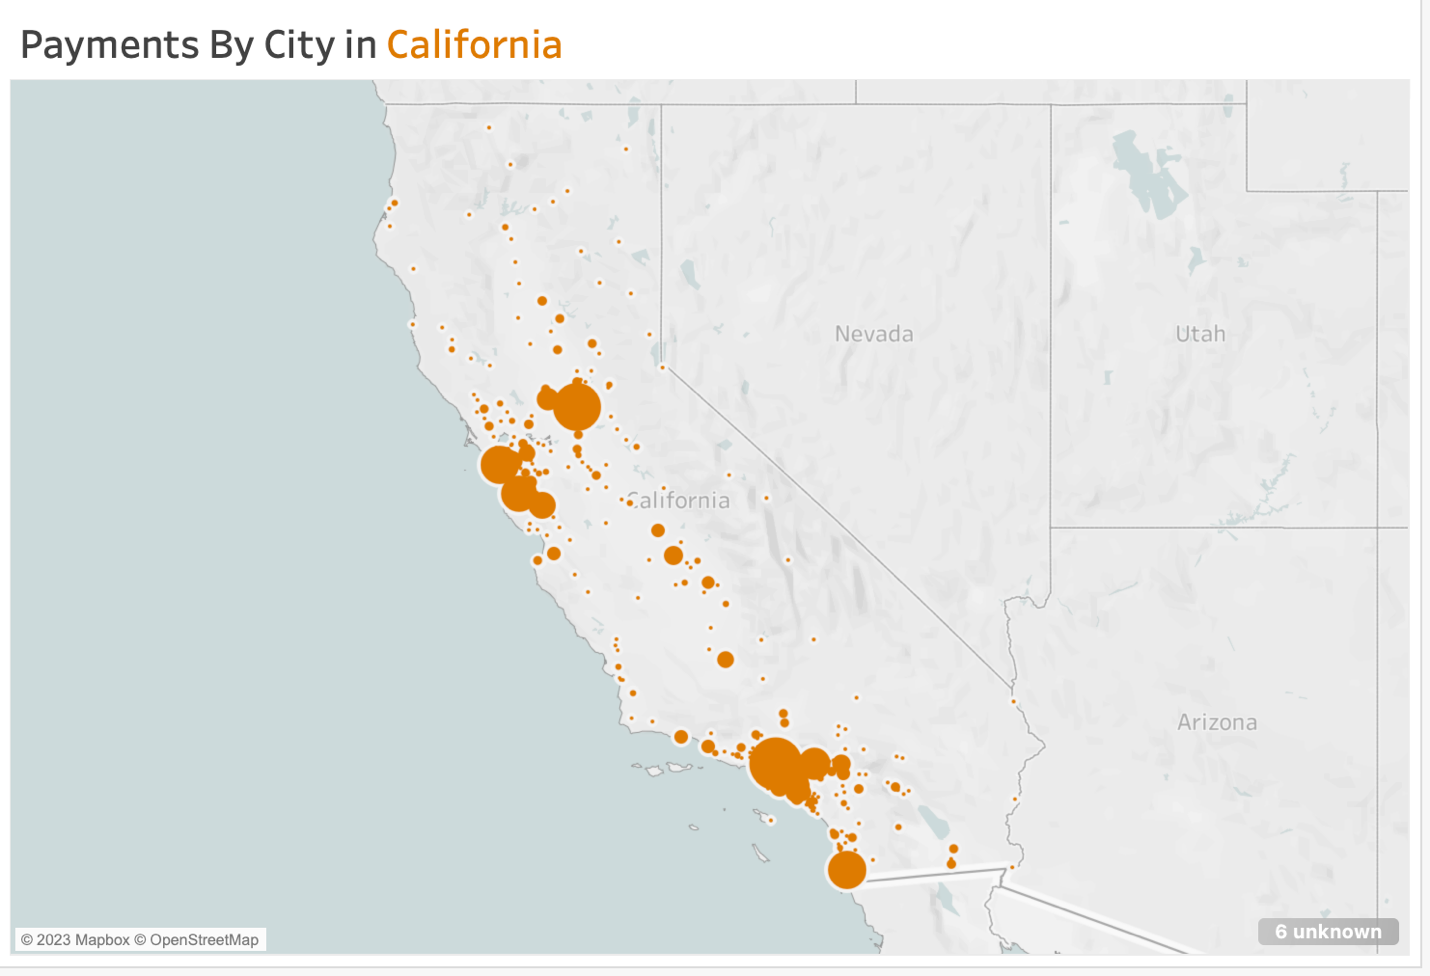 Payments By City in California
Nevada
Utah
California
Arizona
6 unknown
© 2023 Mapbox © OpenStreetMap